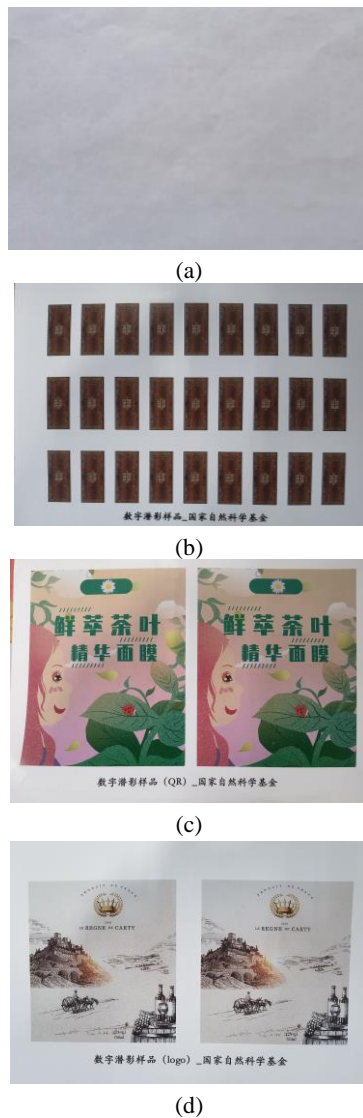 (a)
数字潜影样品_国家自然科学基金
(b)
鲜萃茶叶 鲜萃茶叶
精华面膜 精华面膜
数字潜影样品（QR）_国家自然科学基金
(c)
LE REGNE DE CARTY LE REGNE DE CARTY
数字潜影样品（logo）_国家自然科学基金
(d)